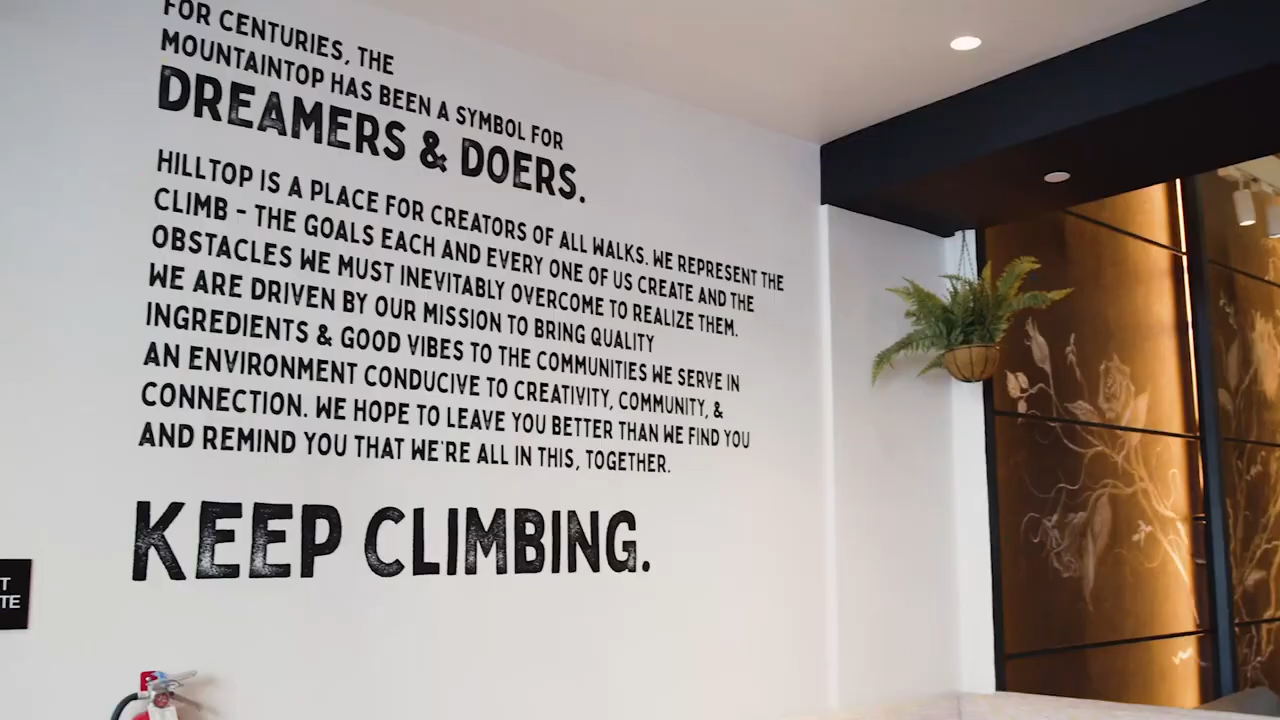 FOR CENTURIES, THE
MOUNTAINTOP HAS BEEN A SYMBOL FOR
DREAMERS & DOERS.
HILLTOP IS A PLACE FOR CREATORS OF ALL WALKS. WE REPRESENT THE
CLIMB - THE GOALS EACH AND EVERY ONE OF US CREATE AND THE
OBSTACLES WE MUST INEVITABLY OVERCOME TO REALIZE THEM.
WE ARE DRIVEN BY OUR MISSION TO BRING QUALITY
INGREDIENTS & GOOD VIBES TO THE COMMUNITIES WE SERVE IN
AN ENVIRONMENT CONDUCIVE TO CREATIVITY, COMMUNITY, &
CONNECTION. WE HOPE TO LEAVE YOU BETTER THAN WE FIND YOU
AND REMIND YOU THAT WE'RE ALL IN THIS, TOGETHER.
KEEP CLIMBING.